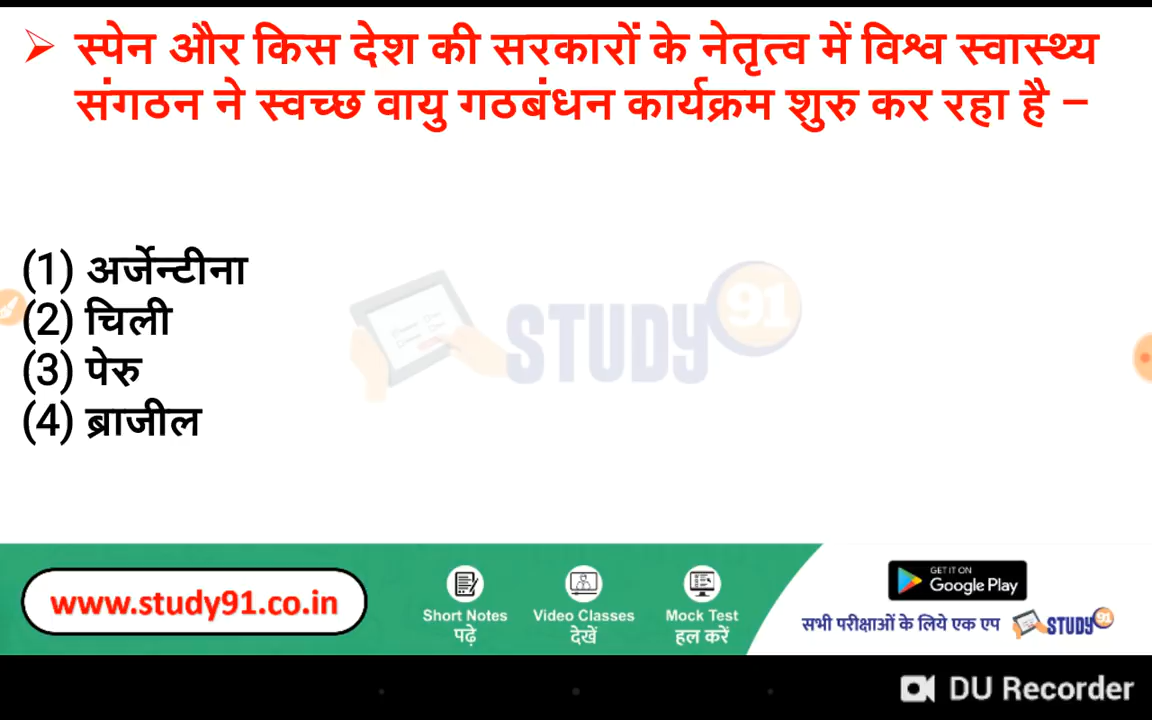 ➢ स्पेन और किस देश की सरकारों के नेतृत्व में विश्व स्वास्थ्य
संगठन ने स्वच्छ वायु गठबंधन कार्यक्रम शुरु कर रहा है –
(1) अर्जेन्टीना
(2) चिली
(3) पेरु
(4) ब्राजील
STUDY 91
www.study91.co.in
Short Notes
पढ़े
Video Classes
देखें
Mock Test
हल करें
GET IT ON
Google Play
सभी परीक्षाओं के लिये एक एप STUDY 91
DU Recorder